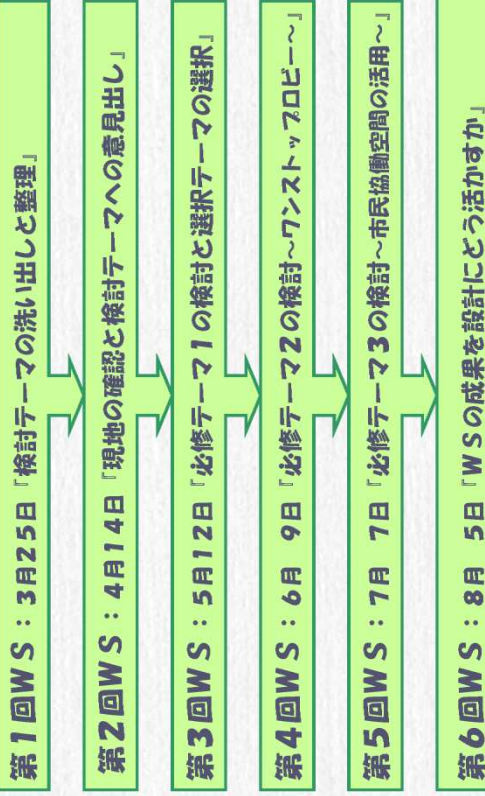 第1回WS：3月25日『検討テーマの洗い出しと整理』
第2回WS：4月14日『現地の確認と検討テーマへの意見出し』
第3回WS：5月12日『必修テーマ1の検討と選択テーマの選択』
第4回WS：6月　9日『必修テーマ2の検討～ワンストップロビー～』
第5回WS：7月　7日『必修テーマ3の検討～市民協働空間の活用～』
第6回WS：8月　5日『WSの成果を設計にどう活かすか』